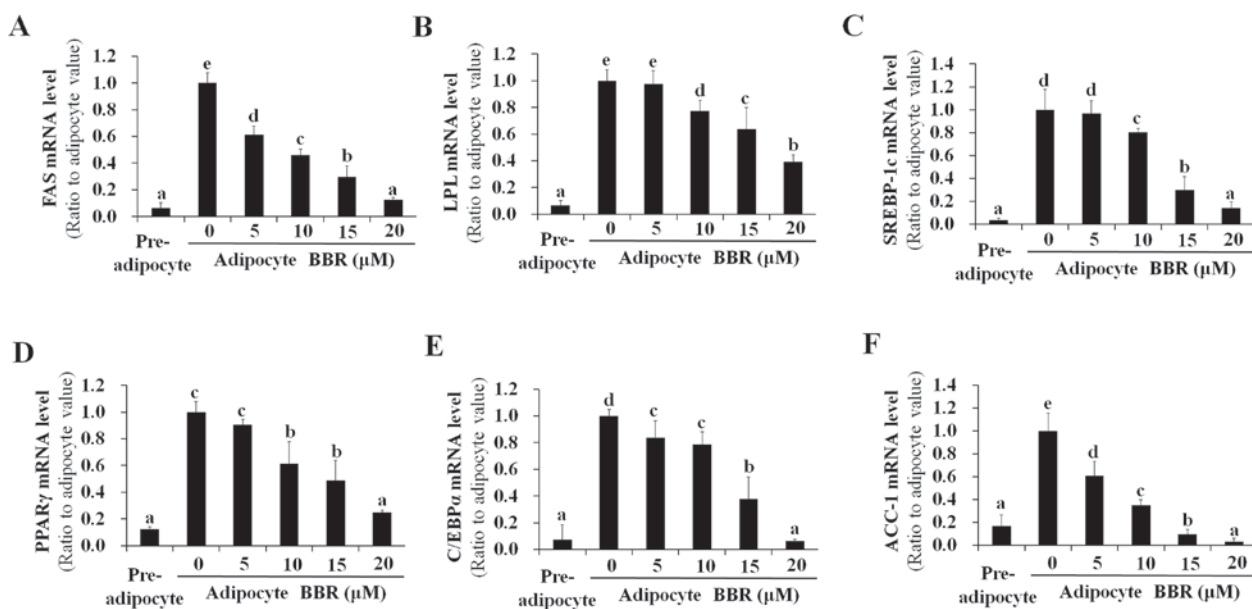 A
FAS mRNA level
(Ratio to adipocyte value)
1.2
1.0
0.8
0.6
0.4
0.2
0.0
a
e
d
c
b
a
Pre-
adipocyte
0 5 10 15 20
Adipocyte BBR (μM)
B
LPL mRNA level
(Ratio to adipocyte value)
1.2
1.0
0.8
0.6
0.4
0.2
0.0
a
e
e
d
c
b
Pre-
adipocyte
0 5 10 15 20
Adipocyte BBR (μM)
C
SREBP-1c mRNA level
(Ratio to adipocyte value)
1.4
1.2
1.0
0.8
0.6
0.4
0.2
0.0
a
d
d
c
b
a
Pre-
adipocyte
0 5 10 15 20
Adipocyte BBR (μM)
D
PPARγ mRNA level
(Ratio to adipocyte value)
1.2
1.0
0.8
0.6
0.4
0.2
0.0
a
c
c
b
b
a
Pre-
adipocyte
0 5 10 15 20
Adipocyte BBR (μM)
E
C/EBPα mRNA level
(Ratio to adipocyte value)
1.2
1.0
0.8
0.6
0.4
0.2
0.0
a
d
c
c
b
a
Pre-
adipocyte
0 5 10 15 20
Adipocyte BBR (μM)
F
ACC-1 mRNA level
(Ratio to adipocyte value)
1.4
1.2
1.0
0.8
0.6
0.4
0.2
0.0
a
e
d
c
b
a
Pre-
adipocyte
0 5 10 15 20
Adipocyte BBR (μM)